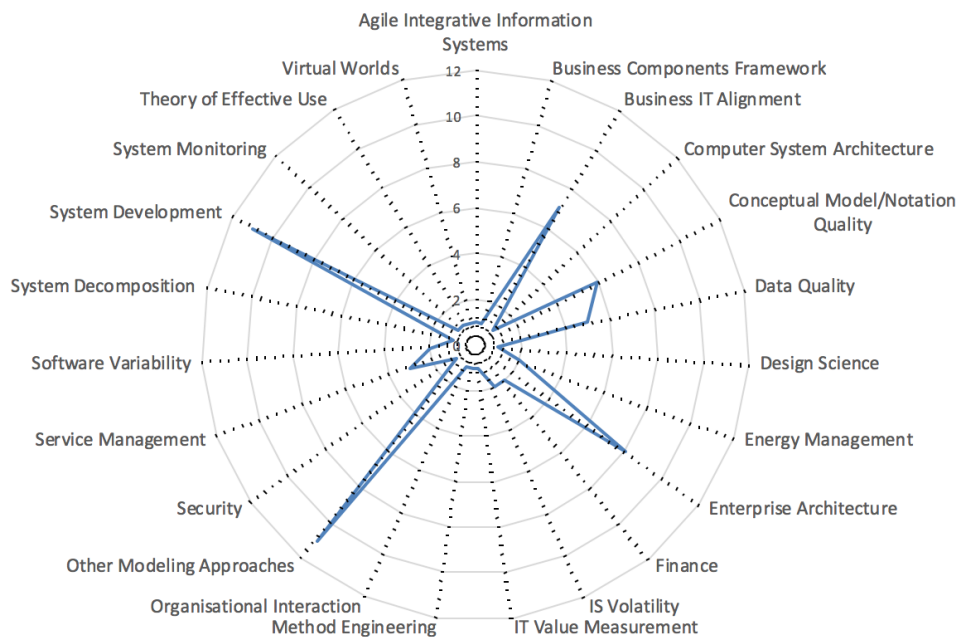 Agile Integrative Information
Systems
Virtual Worlds
Business Components Framework
Theory of Effective Use
Business IT Alignment
System Monitoring
Computer System Architecture
System Development
Conceptual Model/Notation
Quality
System Decomposition
Data Quality
Software Variability
Design Science
Service Management
Energy Management
Security
Enterprise Architecture
Other Modeling Approaches
Finance
Organisational Interaction
IS Volatility
Method Engineering
IT Value Measurement
12
10
8
6
4
2
0